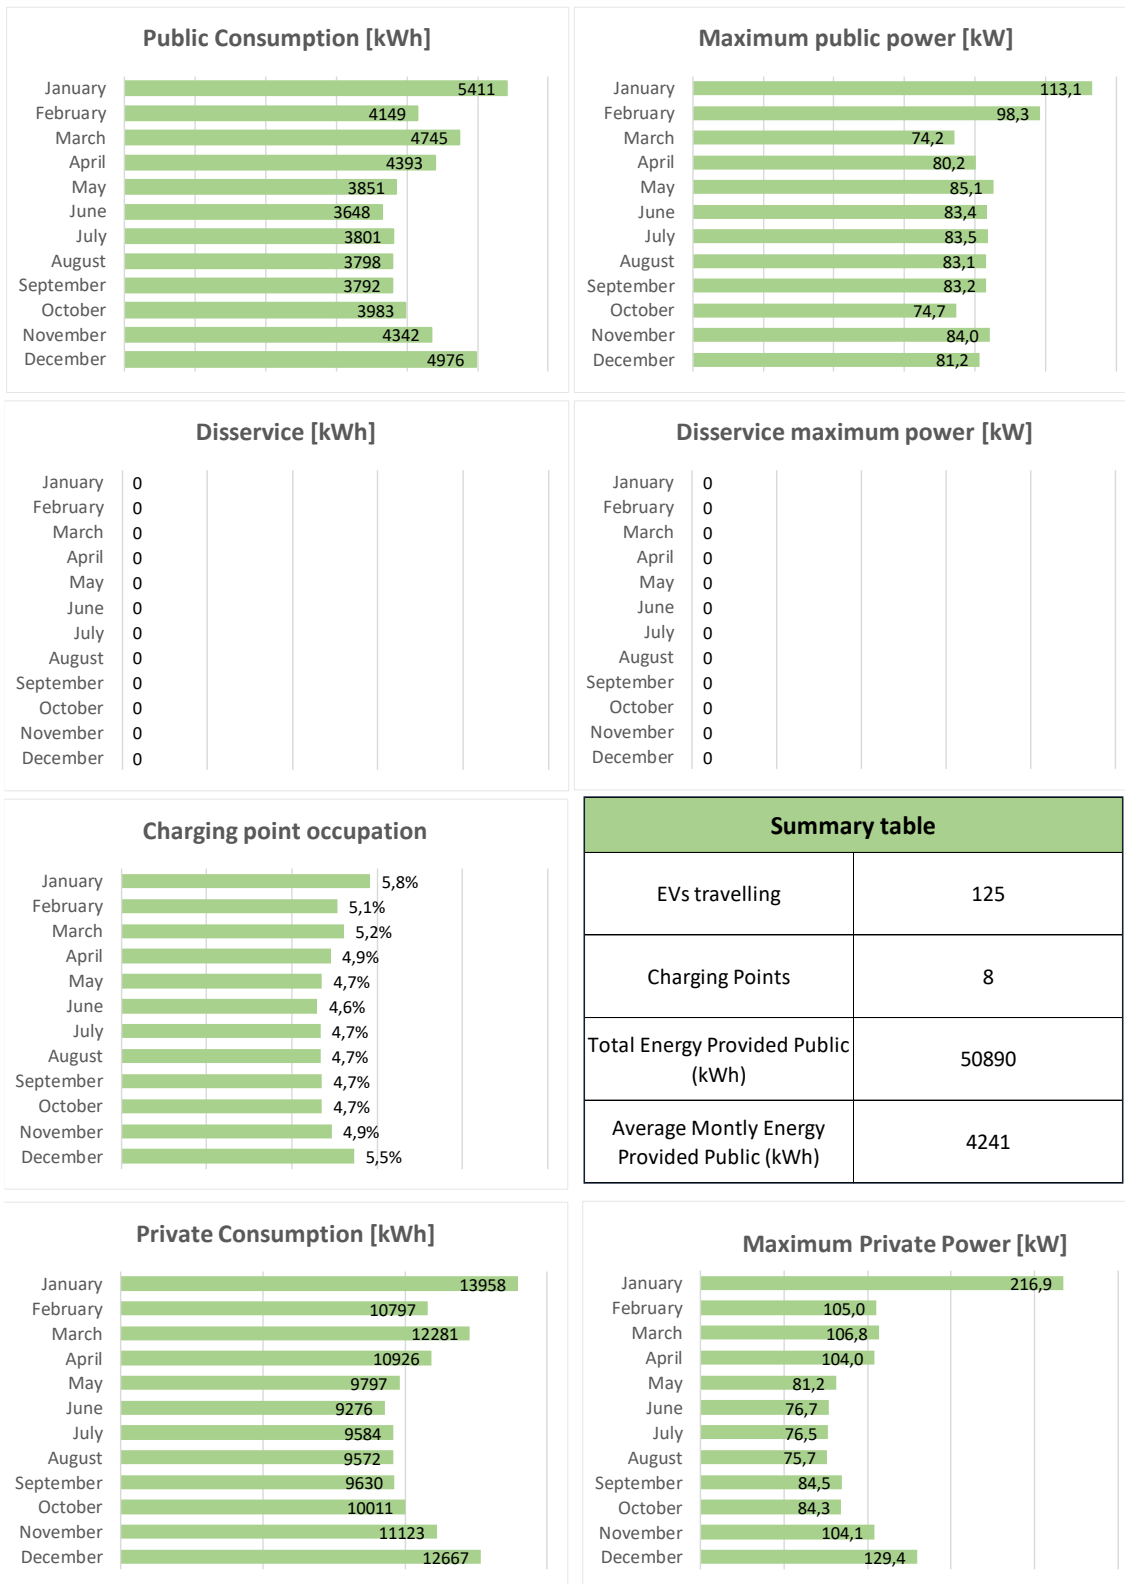 Public Consumption [kWh]
January 5411
February 4149
March 4745
April 4393
May 3851
June 3648
July 3801
August 3798
September 3792
October 3983
November 4342
December 4976
Maximum public power [kW]
January 113,1
February 98,3
March 74,2
April 80,2
May 85,1
June 83,4
July 83,5
August 83,1
September 83,2
October 74,7
November 84,0
December 81,2
Disservice [kWh]
January 0
February 0
March 0
April 0
May 0
June 0
July 0
August 0
September 0
October 0
November 0
December 0
Disservice maximum power [kW]
January 0
February 0
March 0
April 0
May 0
June 0
July 0
August 0
September 0
October 0
November 0
December 0
Charging point occupation
January 5,8%
February 5,1%
March 5,2%
April 4,9%
May 4,7%
June 4,6%
July 4,7%
August 4,7%
September 4,7%
October 4,7%
November 4,9%
December 5,5%
Summary table
EVs travelling 125
Charging Points 8
Total Energy Provided Public
(kWh) 50890
Average Montly Energy
Provided Public (kWh) 4241
Private Consumption [kWh]
January 13958
February 10797
March 12281
April 10926
May 9797
June 9276
July 9584
August 9572
September 9630
October 10011
November 11123
December 12667
Maximum Private Power [kW]
January 216,9
February 105,0
March 106,8
April 104,0
May 81,2
June 76,7
July 76,5
August 75,7
September 84,5
October 84,3
November 104,1
December 129,4